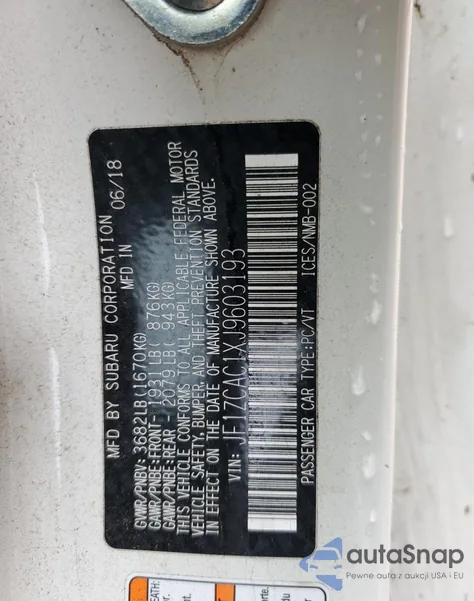 MFD BY SUBARU CORPORATION
06/18 MFD IN
GVWR/PNBV- 3682LB( 1670KG)
GAWR/PNBE:FRONT- 1931LB( 876KG)
GAWR/PNBE:REAR - 2079LB( 943KG)
THIS VEHICLE CONFORMS TO ALL APPLICABLE FEDERAL MOTOR
VEHICLE SAFETY,BUMPER, AND THEFT PREVENTION STANDARDS
IN EFFECT ON THE DATE OF MANUFACTURE SHOWN ABOVE.
VIN: JF1ZCAC1XJ9603193
PASSENGER CAR TYPE:PC/VT ICES/NMB-002
autoSnap
Pewne auta z aukcji USA i EU